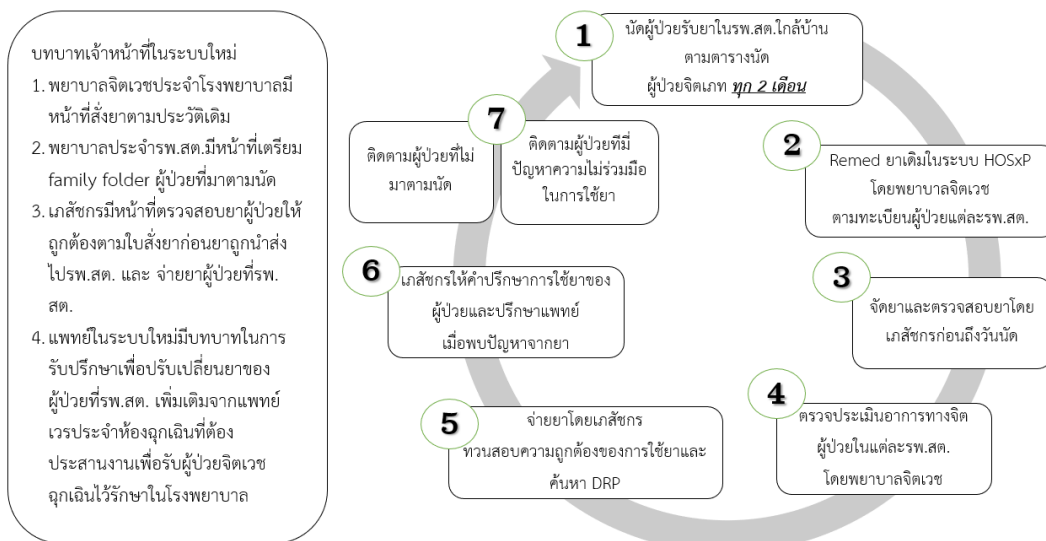 บทบาทเจ้าหน้าที่ในระบบใหม่
1. พยาบาลจิตเวชประจำโรงพยาบาลมี
หน้าที่สั่งยาตามประวัติเดิม
2. พยาบาลประจำรพ.สต.มีหน้าที่เตรียม
family folder ผู้ป่วยที่มาตามนัด
3. เภสัชกรมีหน้าที่ตรวจสอบยาผู้ป่วยให้
ถูกต้องตามใบสั่งยาก่อนยาถูกนำส่ง
ไปรพ.สต. และ จ่ายยาผู้ป่วยที่รพ.
สต.
4. แพทย์ในระบบใหม่มีบทบาทในการ
รับปรึกษาเพื่อปรับเปลี่ยนยาของ
ผู้ป่วยที่รพ.สต. เพิ่มเติมจากแพทย์
เวรประจำห้องฉุกเฉินที่ต้อง
ประสานงานเพื่อรับผู้ป่วยจิตเวช
ฉุกเฉินไว้รักษาในโรงพยาบาล
1
นัดผู้ป่วยรับยาในรพ.สต.ใกล้บ้าน
ตามตารางนัด
ผู้ป่วยจิตเภท ทุก 2 เดือน
2
Remed ยาเดิมในระบบ HOSxP
โดยพยาบาลจิตเวช
ตามทะเบียนผู้ป่วยแต่ละรพ.สต.
3
จัดยาและตรวจสอบยาโดย
เภสัชกรก่อนถึงวันนัด
4
ตรวจประเมินอาการทางจิต
ผู้ป่วยในแต่ละรพ.สต.
โดยพยาบาลจิตเวช
5
จ่ายยาโดยเภสัชกร
ทวนสอบความถูกต้องของการใช้ยาและ
ค้นหา DRP
6
เภสัชกรให้คำปรึกษาการใช้ยาของ
ผู้ป่วยและปรึกษาแพทย์
เมื่อพบปัญหาจากยา
7
ติดตามผู้ป่วยที่ไม่
มาตามนัด
ติดตามผู้ป่วยที่มี่
ปัญหาความไม่ร่วมมือ
ในการใช้ยา